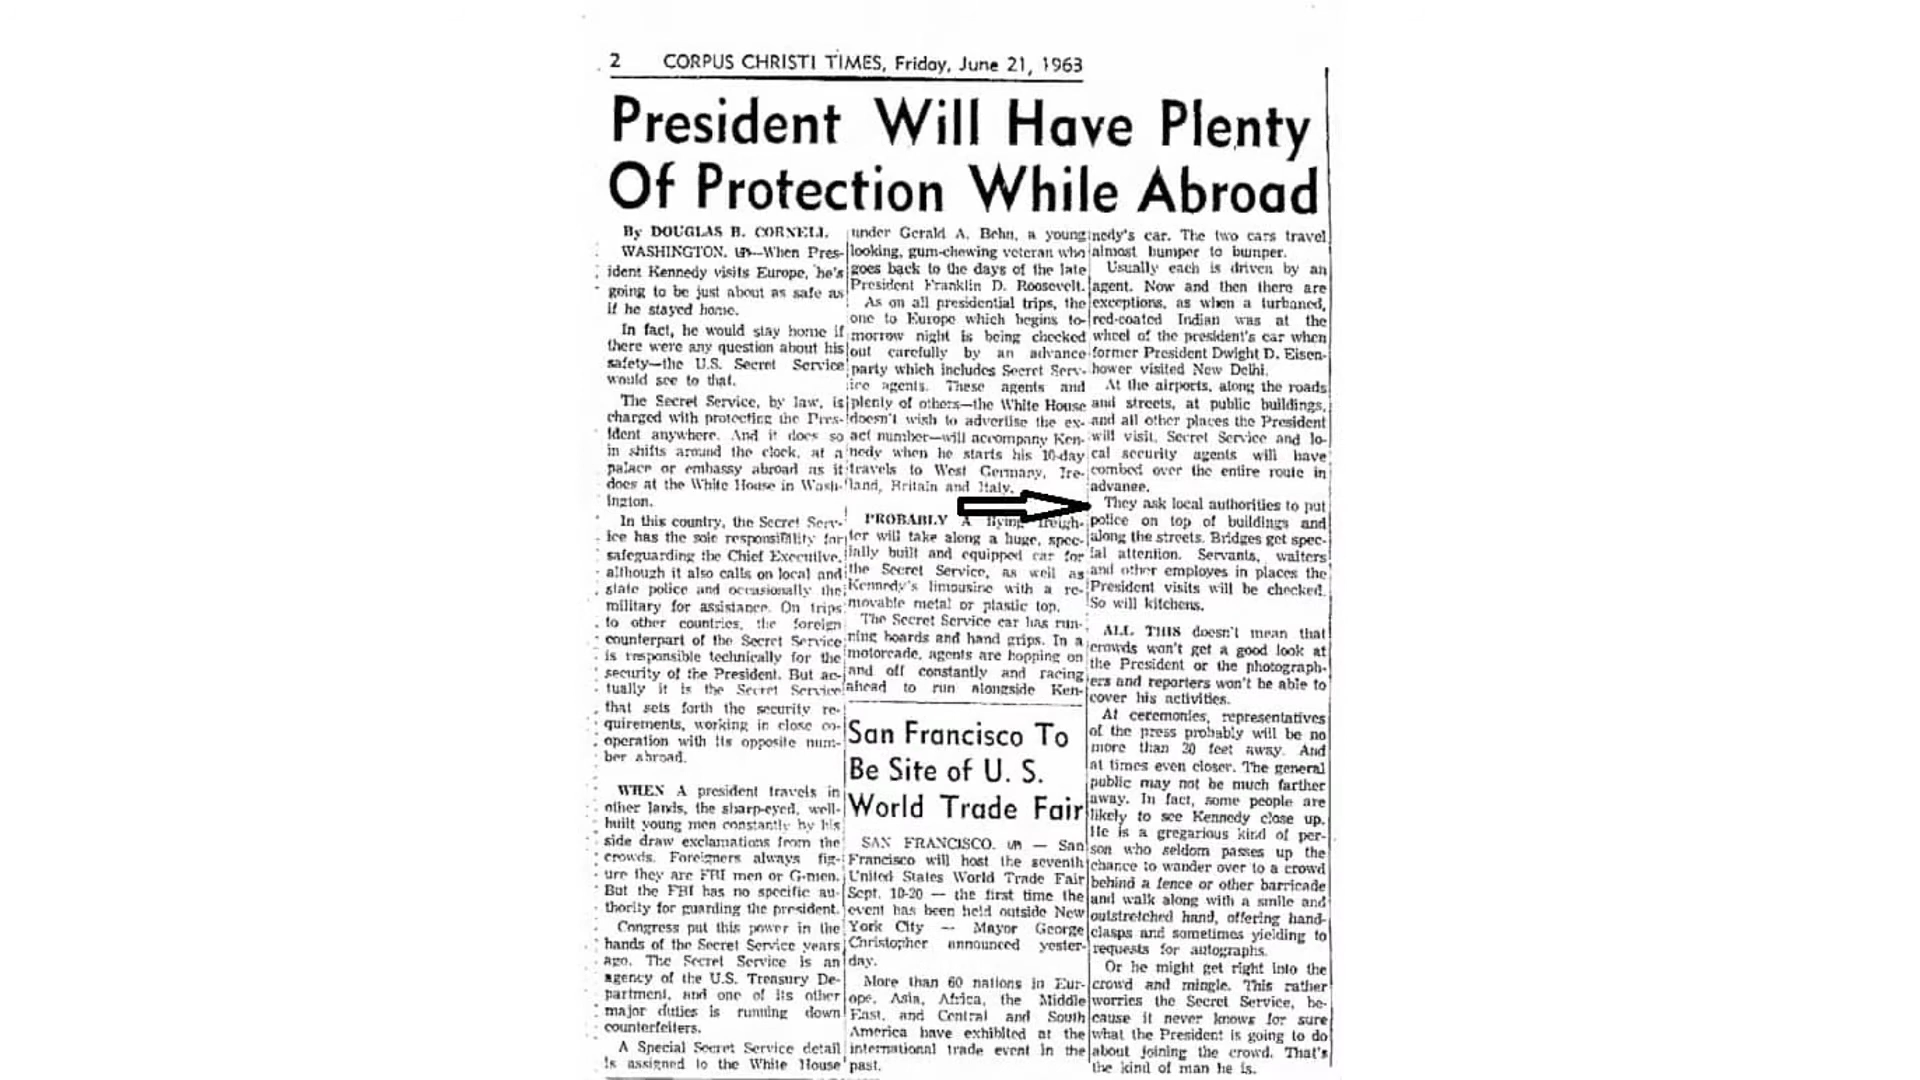 2 CORPUS CHRISTI TIMES, Friday, June 21, 1963
President Will Have Plenty
Of Protection While Abroad
By DOUGLAS B. CORNELL
WASHINGTON. (AP)—When Pres-
ident Kennedy visits Europe, he's
going to be just about as safe as
if he stayed home.
In fact, he would stay home if
there were any question about his
safety—the U.S. Secret Service
would see to that.
The Secret Service, by law, is
charged with protecting the Pres-
ident anywhere. And it does so
in shifts around the clock, at a
palace or embassy abroad as it
does at the White House in Wash-
ington.
In this country, the Secret Serv-
ice has the sole responsibility for
safeguarding the Chief Executive,
although it also calls on local and
state police and occasionally the
military for assistance. On trips
to other countries, the foreign
counterpart of the Secret Service
is responsible technically for the
security of the President. But ac-
tually it is the Secret Service
that sets forth the security re-
quirements, working in close co-
operation with its opposite num-
ber abroad.
WHEN A president travels in
other lands, the sharp-eyed, well-
built young men constantly by his
side draw exclamations from the
crowds. Foreigners always fig-
ure they are FBI men or G-men.
But the FBI has no specific au-
thority for guarding the president.
Congress put this power in the
hands of the Secret Service years
ago. The Secret Service is an
agency of the U.S. Treasury De-
partment, and one of its other
major duties is running down
counterfeiters.
A Special Secret Service detail
is assigned to the White House
under Gerald A. Behn, a young
looking, gum-chewing veteran who
goes back to the days of the late
President Franklin D. Roosevelt.
As on all presidential trips, the
one to Europe which begins to-
morrow night is being checked
out carefully by an advance
party which includes Secret Serv-
ice agents. These agents and
plenty of others—the White House
doesn't wish to advertise the ex-
act number—will accompany Ken-
nedy when he starts his 10-day
travels to West Germany, Ire-
land, Britain and Italy.
PROBABLY A flying freigh-
ter will take along a huge, spec-
ially built and equipped car for
the Secret Service, as well as
Kennedy's limousine with a re-
movable metal or plastic top.
The Secret Service car has run-
ning boards and hand grips. In a
motorcade, agents are hopping on
and off constantly and racing
ahead to run alongside Ken-
San Francisco To
Be Site of U. S.
World Trade Fair
SAN FRANCISCO. (AP) — San
Francisco will host the seventh
United States World Trade Fair
Sept. 10-20 — the first time the
event has been held outside New
York City — Mayor George
Christopher announced yester-
day.
More than 60 nations in Eur-
ope, Asia, Africa, the Middle
East, and Central and South
America have exhibited at the
international trade event in the
past.
nedy's car. The two cars travel
almost bumper to bumper.
Usually each is driven by an
agent. Now and then there are
exceptions, as when a turbaned,
red-coated Indian was at the
wheel of the president's car when
former President Dwight D. Eisen-
hower visited New Delhi.
At the airports, along the roads
and streets, at public buildings,
and all other places the President
will visit, Secret Service and lo-
cal security agents will have
combed over the entire route in
advance.
They ask local authorities to put
police on top of buildings and
along the streets. Bridges get spec-
ial attention. Servants, waiters
and other employes in places the
President visits will be checked.
So will kitchens.
ALL THIS doesn't mean that
crowds won't get a good look at
the President or the photograph-
ers and reporters won't be able to
cover his activities.
At ceremonies, representatives
of the press probably will be no
more than 20 feet away. And
at times even closer. The general
public may not be much farther
away. In fact, some people are
likely to see Kennedy close up.
He is a gregarious kind of per-
son who seldom passes up the
chance to wander over to a crowd
behind a fence or other barricade
and walk along with a smile and
outstretched hand, offering hand-
clasps and sometimes yielding to
requests for autographs.
Or he might get right into the
crowd and mingle. This rather
worries the Secret Service, be-
cause it never knows for sure
what the President is going to do
about joining the crowd. That's
the kind of man he is.